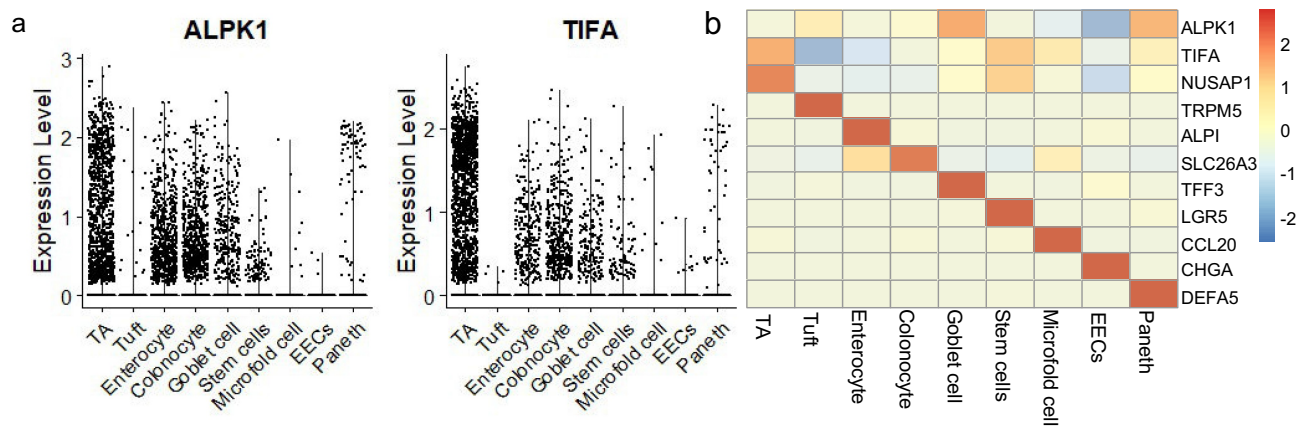 a
ALPK1
Expression Level
3
2
1
0
TA
Tuft
Enterocyte
Colonocyte
Goblet cell
Stem cells
Microfold cell
EECs
Paneth
TIFA
Expression Level
2
1
0
TA
Tuft
Enterocyte
Colonocyte
Goblet cell
Stem cells
Microfold cell
EECs
Paneth
b
ALPK1
TIFA
NUSAP1
TRPM5
ALPI
SLC26A3
TFF3
LGR5
CCL20
CHGA
DEFA5
TA
Tuft
Enterocyte
Colonocyte
Goblet cell
Stem cells
Microfold cell
EECs
Paneth
2
1
0
-1
-2